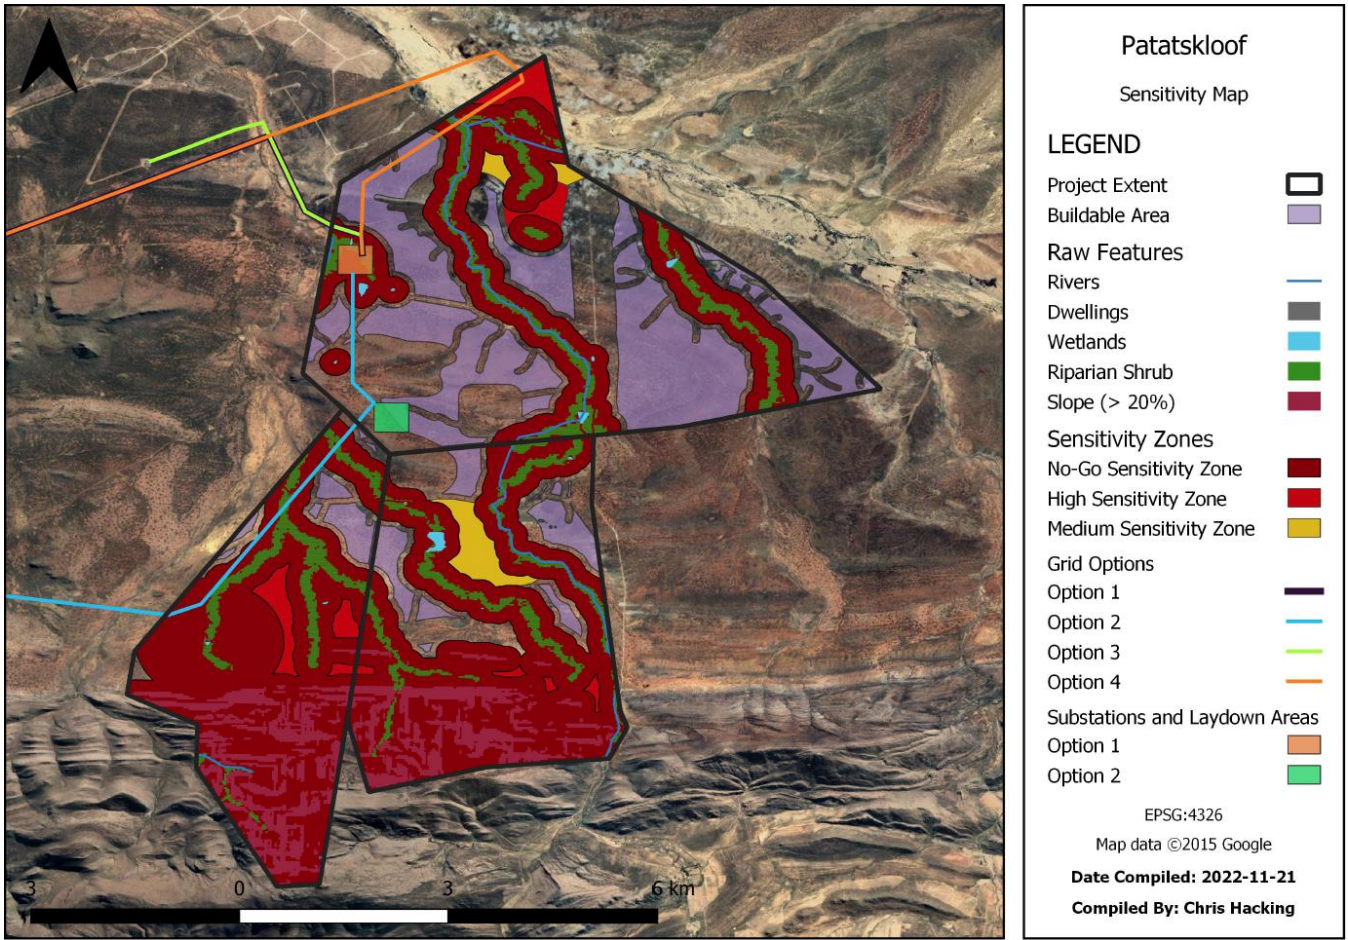 Patatskloof
Sensitivity Map
LEGEND
Project Extent
Buildable Area
Raw Features
Rivers
Dwellings
Wetlands
Riparian Shrub
Slope (> 20%)
Sensitivity Zones
No-Go Sensitivity Zone
High Sensitivity Zone
Medium Sensitivity Zone
Grid Options
Option 1
Option 2
Option 3
Option 4
Substations and Laydown Areas
Option 1
Option 2
EPSG:4326
Map data ©2015 Google
Date Compiled: 2022-11-21
Compiled By: Chris Hacking
3 0 3 6 km